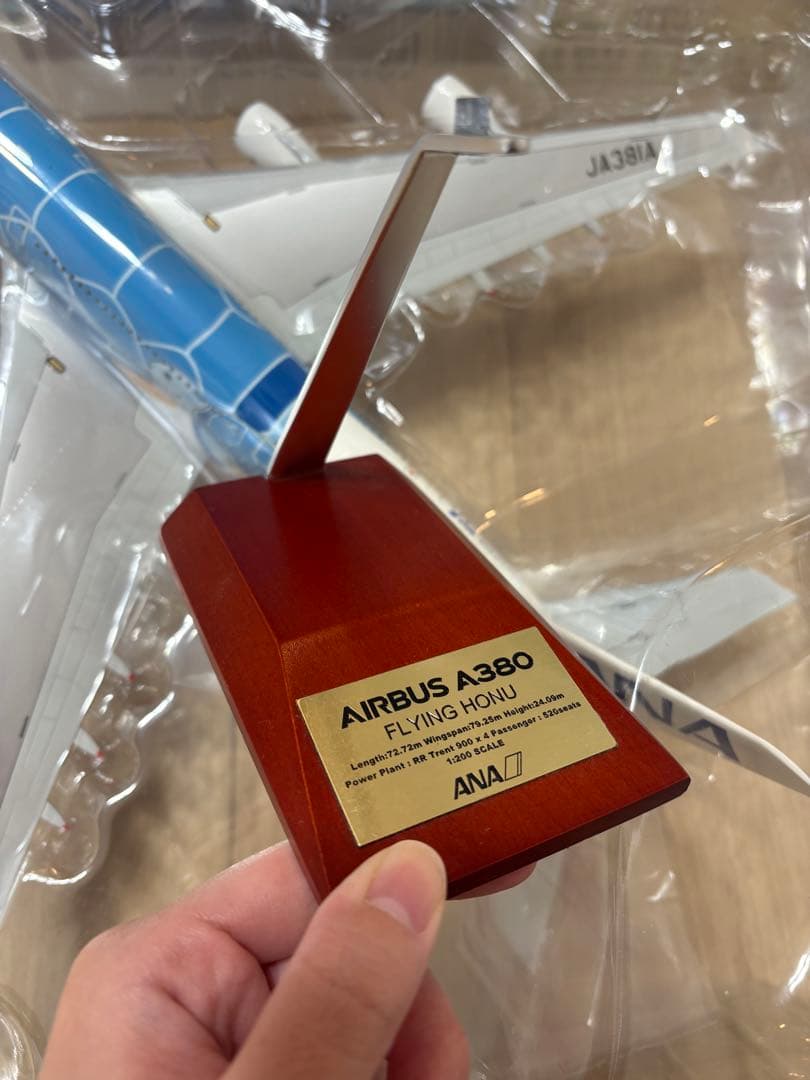 JA381A
AIRBUS A380
FLYING HONU
Length:72.72m Wingspan:79.25m Height:24.09m
Power Plant : RR Trent 900 x 4 Passenger : 520seats
1:200 SCALE
ANA
ANA